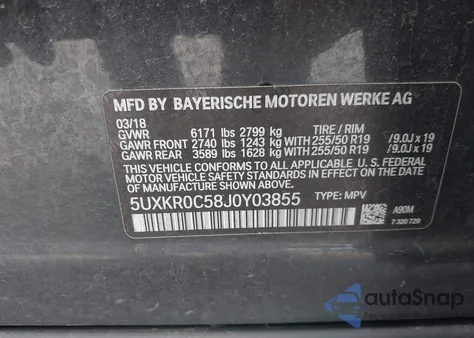 MFD BY BAYERISCHE MOTOREN WERKE AG
03/18
GVWR 6171 lbs 2799 kg TIRE / RIM
GAWR FRONT 2740 lbs 1243 kg WITH 255/50 R19 /9.0J x 19
GAWR REAR 3589 lbs 1628 kg WITH 255/50 R19 /9.0J x 19
THIS VEHICLE CONFORMS TO ALL APPLICABLE FEDERAL
MOTOR VEHICLE SAFETY STANDARDS IN EFFECT ON
THE DATE OF MANUFACTURE SHOWN ABOVE.
5UXKR0C58J0Y03855 TYPE: MPV
A90M
7 320 729
autoSnap